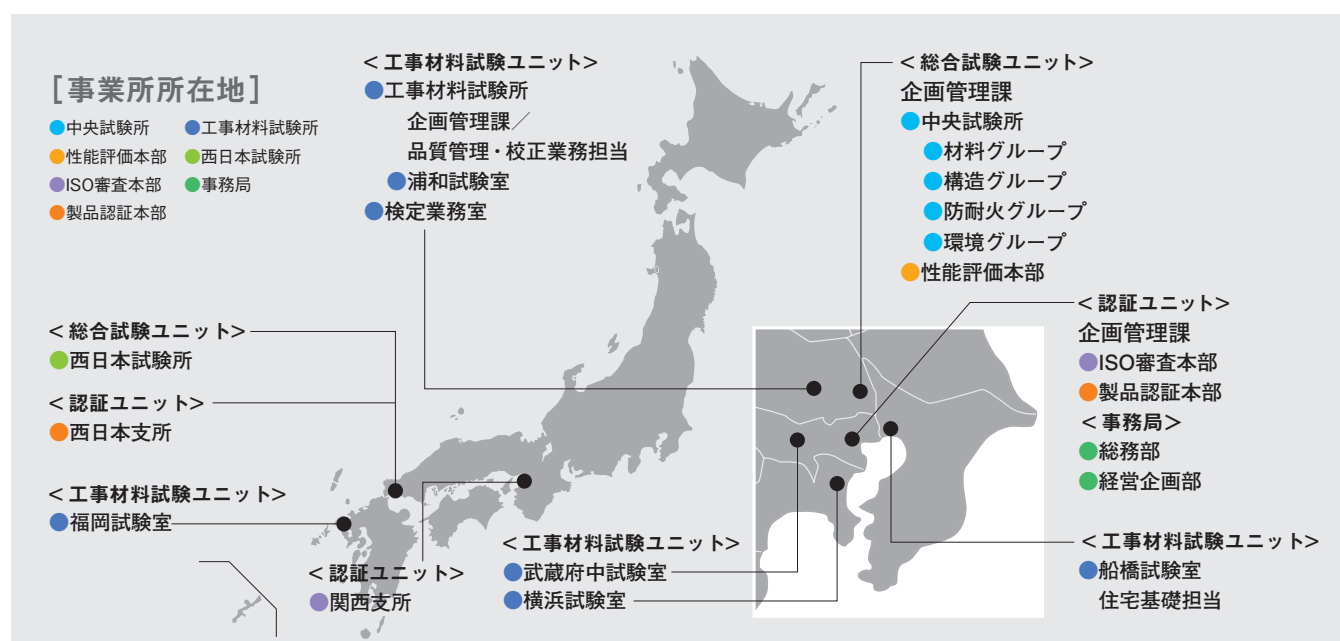 [事業所所在地]
●中央試験所 ●工事材料試験所
●性能評価本部 ●西日本試験所
●ISO審査本部 ●事務局
●製品認証本部
<工事材料試験ユニット>
●工事材料試験所
企画管理課／
品質管理・校正業務担当
●浦和試験室
●検定業務室
<総合試験ユニット>
企画管理課
●中央試験所
●材料グループ
●構造グループ
●防耐火グループ
●環境グループ
●性能評価本部
<認証ユニット>
企画管理課
●ISO審査本部
●製品認証本部
<事務局>
●総務部
●経営企画部
<総合試験ユニット>
●西日本試験所
<認証ユニット>
●西日本支所
<工事材料試験ユニット>
●福岡試験室
<認証ユニット>
●関西支所
<工事材料試験ユニット>
●武蔵府中試験室
●横浜試験室
<工事材料試験ユニット>
●船橋試験室
住宅基礎担当